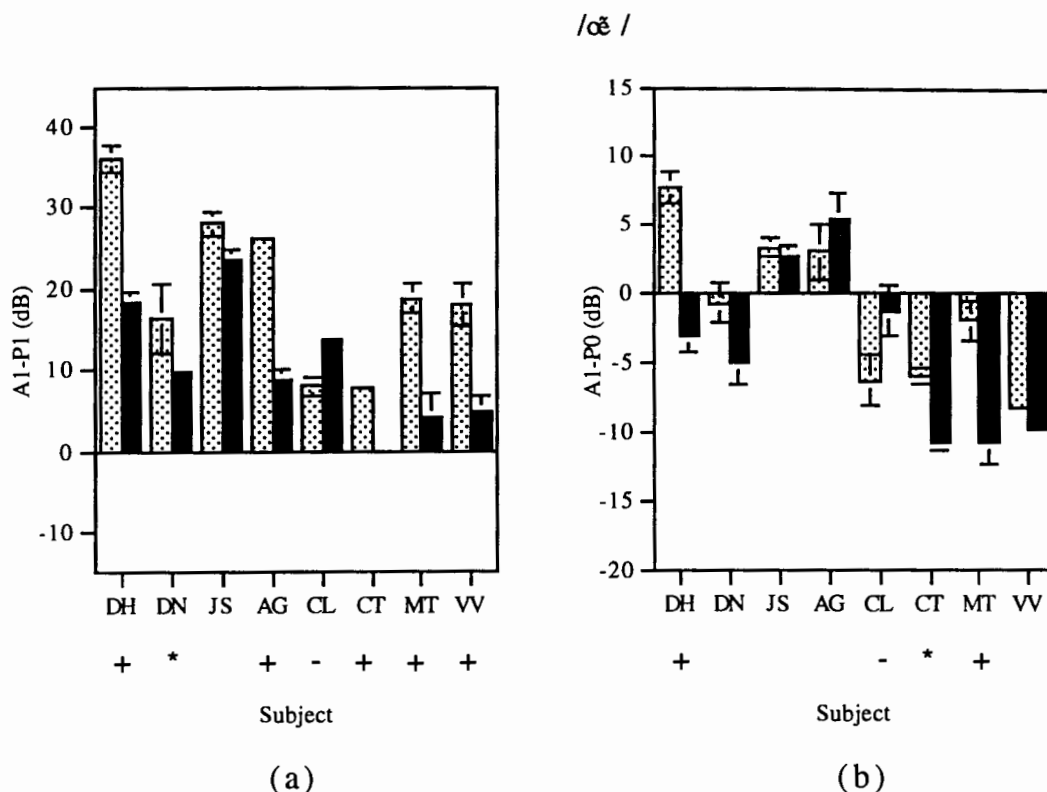 /œ̃ /
A1-P1 (dB)
40
30
20
10
0
-10
DH DN JS AG CL CT MT VV
+ * + - + + +
Subject
(a)
A1-P0 (dB)
15
10
5
0
-5
-10
-15
-20
DH DN JS AG CL CT MT VV
+ - * +
Subject
(b)